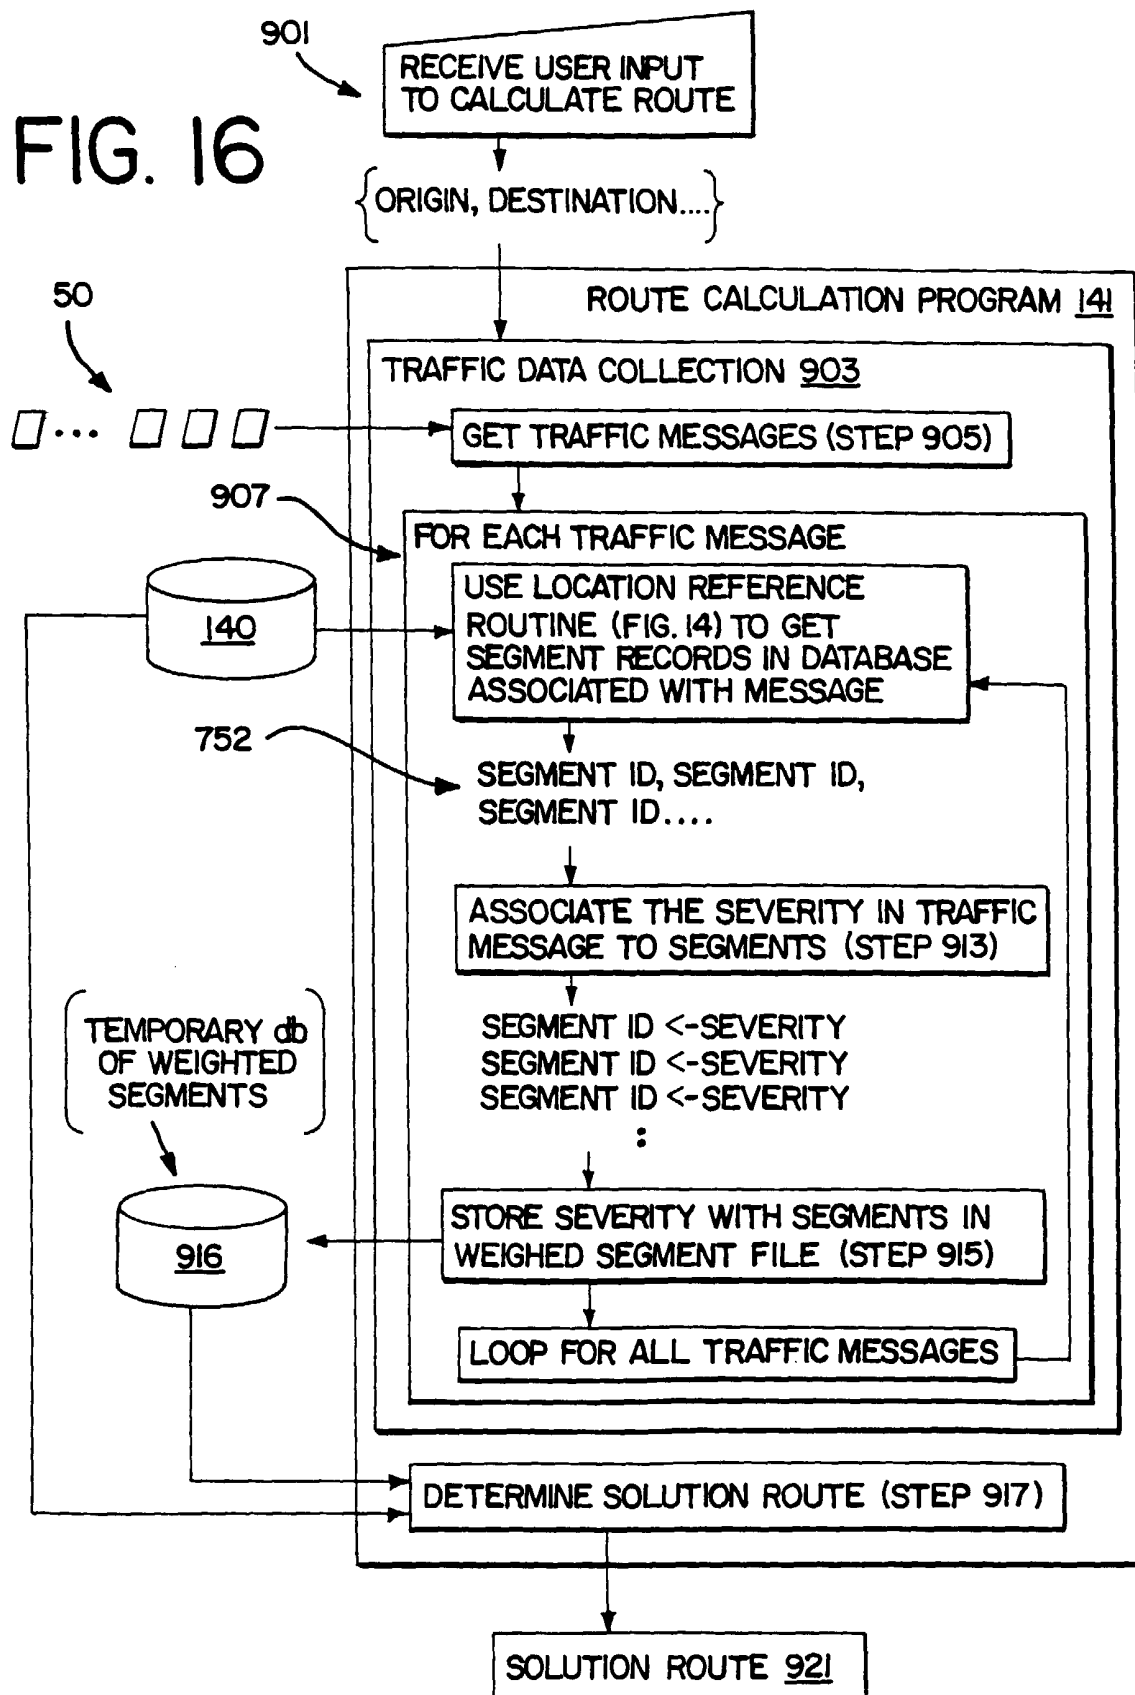 901
RECEIVE USER INPUT
TO CALCULATE ROUTE
FIG. 16
{ORIGIN, DESTINATION....}
50
ROUTE CALCULATION PROGRAM 141
TRAFFIC DATA COLLECTION 903
...
GET TRAFFIC MESSAGES (STEP 905)
907
FOR EACH TRAFFIC MESSAGE
140
USE LOCATION REFERENCE
ROUTINE (FIG. 14) TO GET
SEGMENT RECORDS IN DATABASE
ASSOCIATED WITH MESSAGE
752
SEGMENT ID, SEGMENT ID,
SEGMENT ID....
ASSOCIATE THE SEVERITY IN TRAFFIC
MESSAGE TO SEGMENTS (STEP 913)
SEGMENT ID <-SEVERITY
SEGMENT ID <-SEVERITY
SEGMENT ID <-SEVERITY
:
TEMPORARY db
OF WEIGHTED
SEGMENTS
916
STORE SEVERITY WITH SEGMENTS IN
WEIGHED SEGMENT FILE (STEP 915)
LOOP FOR ALL TRAFFIC MESSAGES
DETERMINE SOLUTION ROUTE (STEP 917)
SOLUTION ROUTE 921